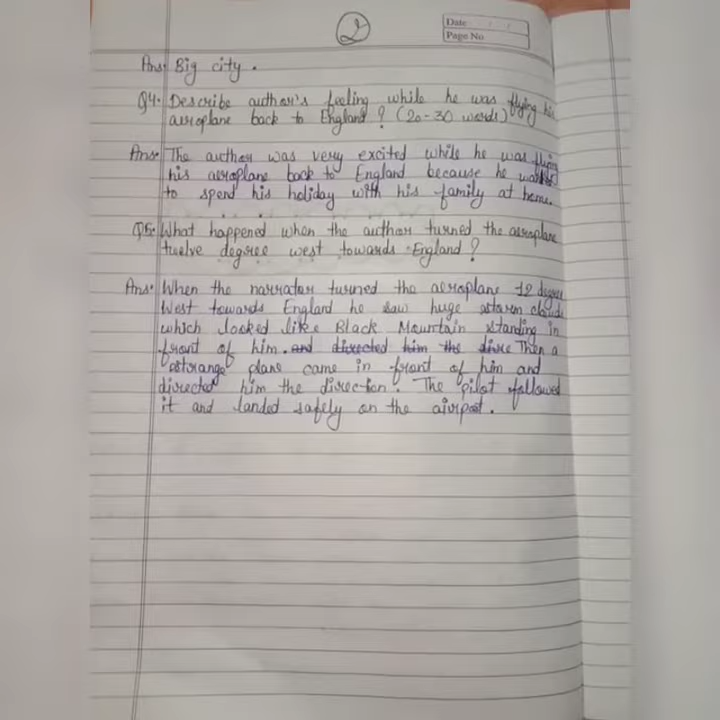 2
Date
Page No
Ans: Big city.
Q4. Describe author's feeling while he was flying his
aeroplane back to England? (20-30 words)
Ans: The author was very excited while he was flying
his aeroplane back to England because he wanted
to spend his holiday with his family at home.
Q5: What happened when the author turned the aeroplane
twelve degree west towards England?
Ans: When the narrator turned the aeroplane 12 degree
West towards England he saw huge storm clouds
which looked like Black Mountain standing in
front of him. and directed him the dire Then a
strange plane came in front of him and
directed him the direction. The pilot followed
it and landed safely on the airport.